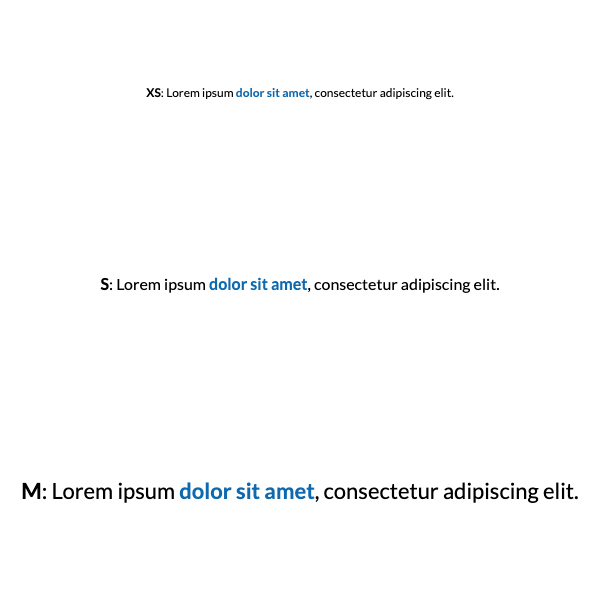 XS: Lorem ipsum dolor sit amet, consectetur adipiscing elit.
S: Lorem ipsum dolor sit amet, consectetur adipiscing elit.
M: Lorem ipsum dolor sit amet, consectetur adipiscing elit.